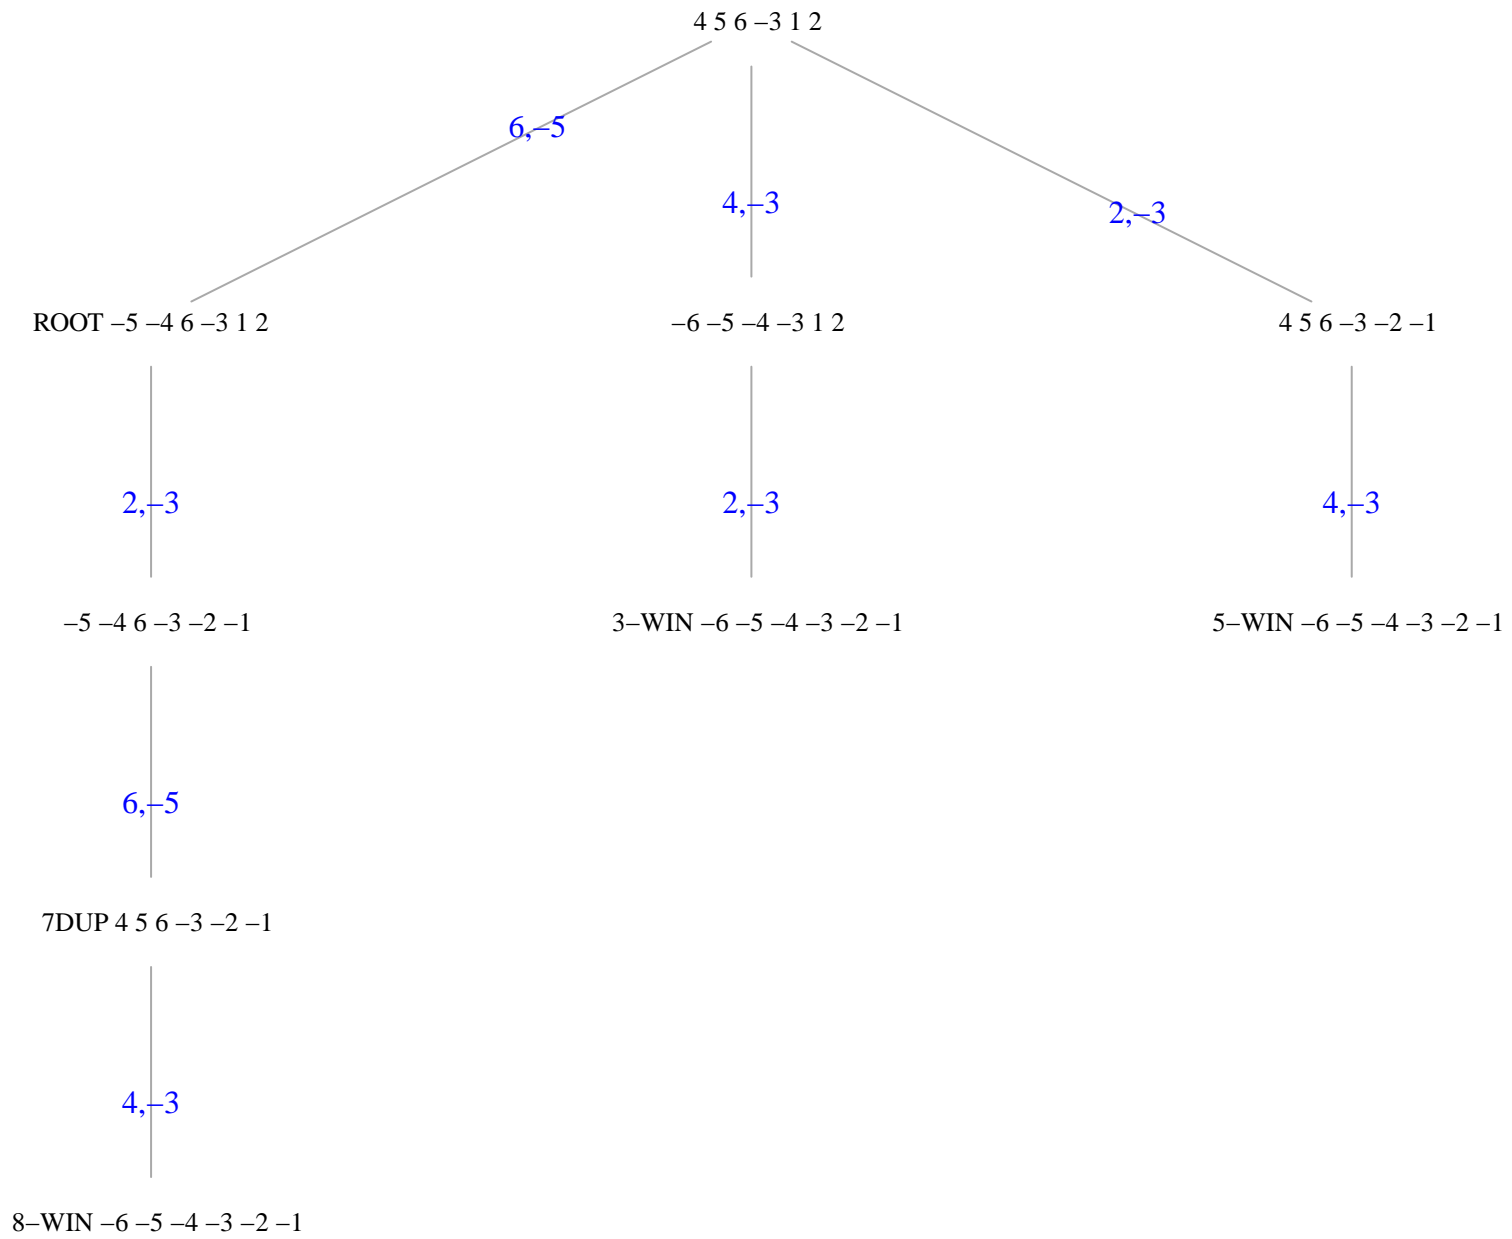 4 5 6 –3 1 2
6,–5
4,–3
2,–3
ROOT –5 –4 6 –3 1 2
–6 –5 –4 –3 1 2
4 5 6 –3 –2 –1
2,–3
2,–3
4,–3
–5 –4 6 –3 –2 –1
3–WIN –6 –5 –4 –3 –2 –1
5–WIN –6 –5 –4 –3 –2 –1
6,–5
7DUP 4 5 6 –3 –2 –1
4,–3
8–WIN –6 –5 –4 –3 –2 –1